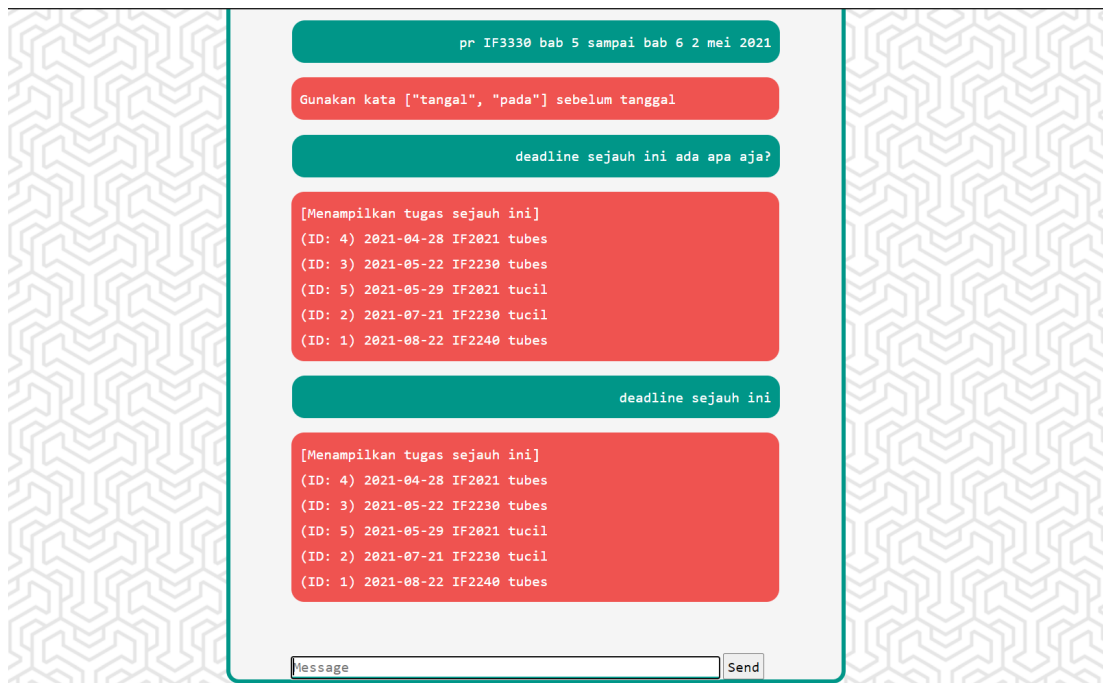 pr IF3330 bab 5 sampai bab 6 2 mei 2021
Gunakan kata ["tangal", "pada"] sebelum tanggal
deadline sejauh ini ada apa aja?
[Menampilkan tugas sejauh ini]
(ID: 4) 2021-04-28 IF2021 tubes
(ID: 3) 2021-05-22 IF2230 tubes
(ID: 5) 2021-05-29 IF2021 tucil
(ID: 2) 2021-07-21 IF2230 tucil
(ID: 1) 2021-08-22 IF2240 tubes
deadline sejauh ini
[Menampilkan tugas sejauh ini]
(ID: 4) 2021-04-28 IF2021 tubes
(ID: 3) 2021-05-22 IF2230 tubes
(ID: 5) 2021-05-29 IF2021 tucil
(ID: 2) 2021-07-21 IF2230 tucil
(ID: 1) 2021-08-22 IF2240 tubes
Message Send